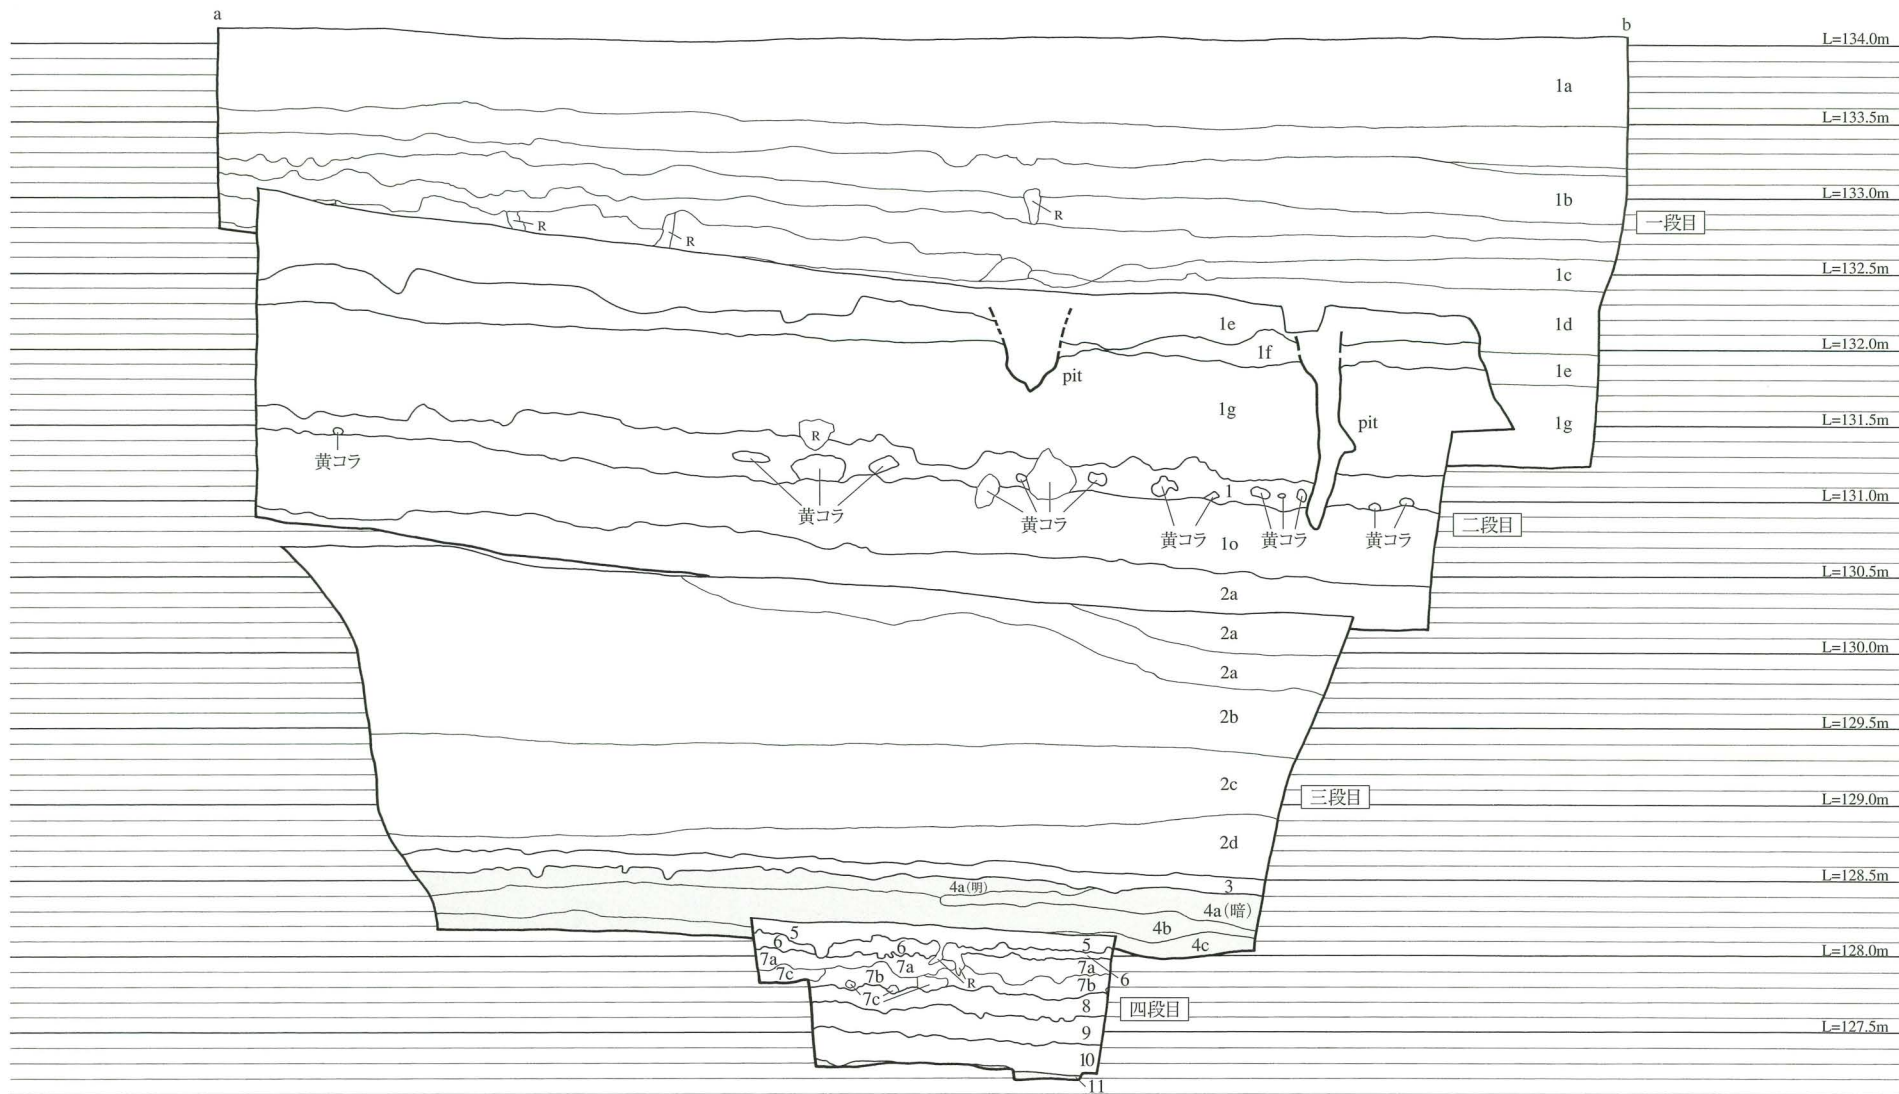 a
b
L=134.0m
1a
L=133.5m
1b
L=133.0m
R
R
R
一段目
1c
L=132.5m
1e
1d
1f
L=132.0m
pit
1e
1g
pit
1g
L=131.5m
R
黄コラ
1
L=131.0m
黄コラ
黄コラ
黄コラ
黄コラ
黄コラ
二段目
1o
L=130.5m
2a
2a
L=130.0m
2a
2b
L=129.5m
2c
三段目
L=129.0m
2d
4a(明)
3
L=128.5m
4a(暗)
4b
4c
5
6
6
5
L=128.0m
7a
7a
7a
7c
7b
R
7b
6
7c
8
四段目
9
L=127.5m
10
11